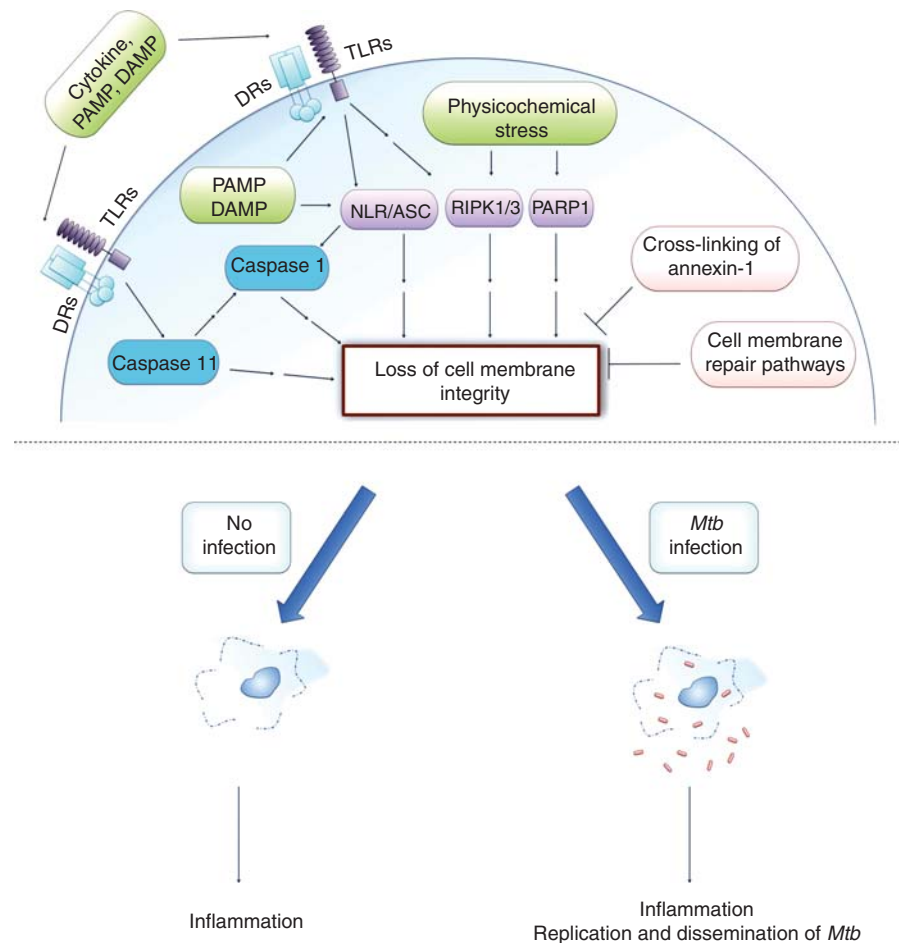 Cytokine,
PAMP, DAMP
DRs
TLRs
Physicochemical
stress
PAMP
DAMP
NLR/ASC
RIPK1/3
PARP1
TLRs
DRs
Caspase 1
Cross-linking of
annexin-1
Caspase 11
Loss of cell membrane
integrity
Cell membrane
repair pathways
No
infection
Mtb
infection
Inflammation
Inflammation
Replication and dissemination of Mtb